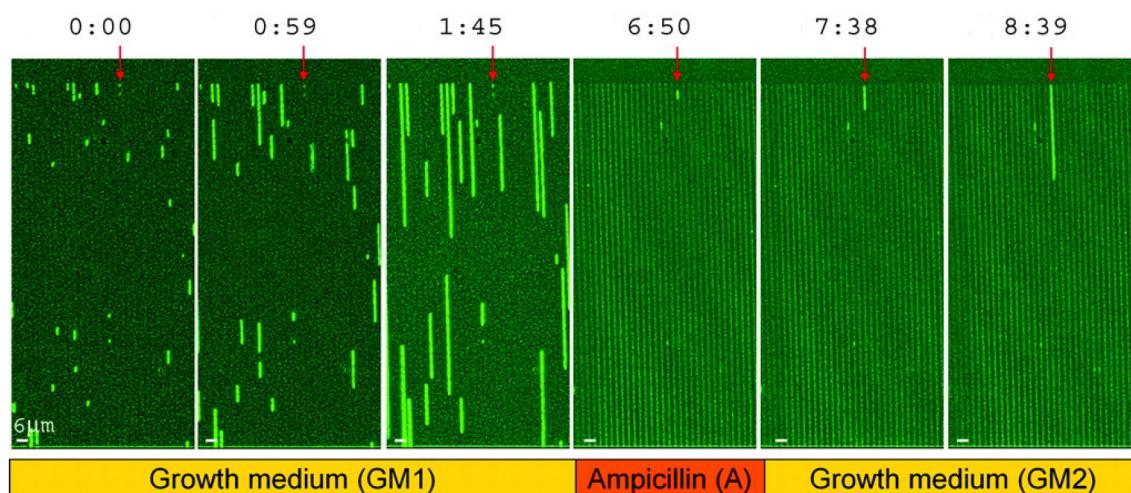 0:00 0:59 1:45 6:50 7:38 8:39
6μm
Growth medium (GM1) Ampicillin (A) Growth medium (GM2)